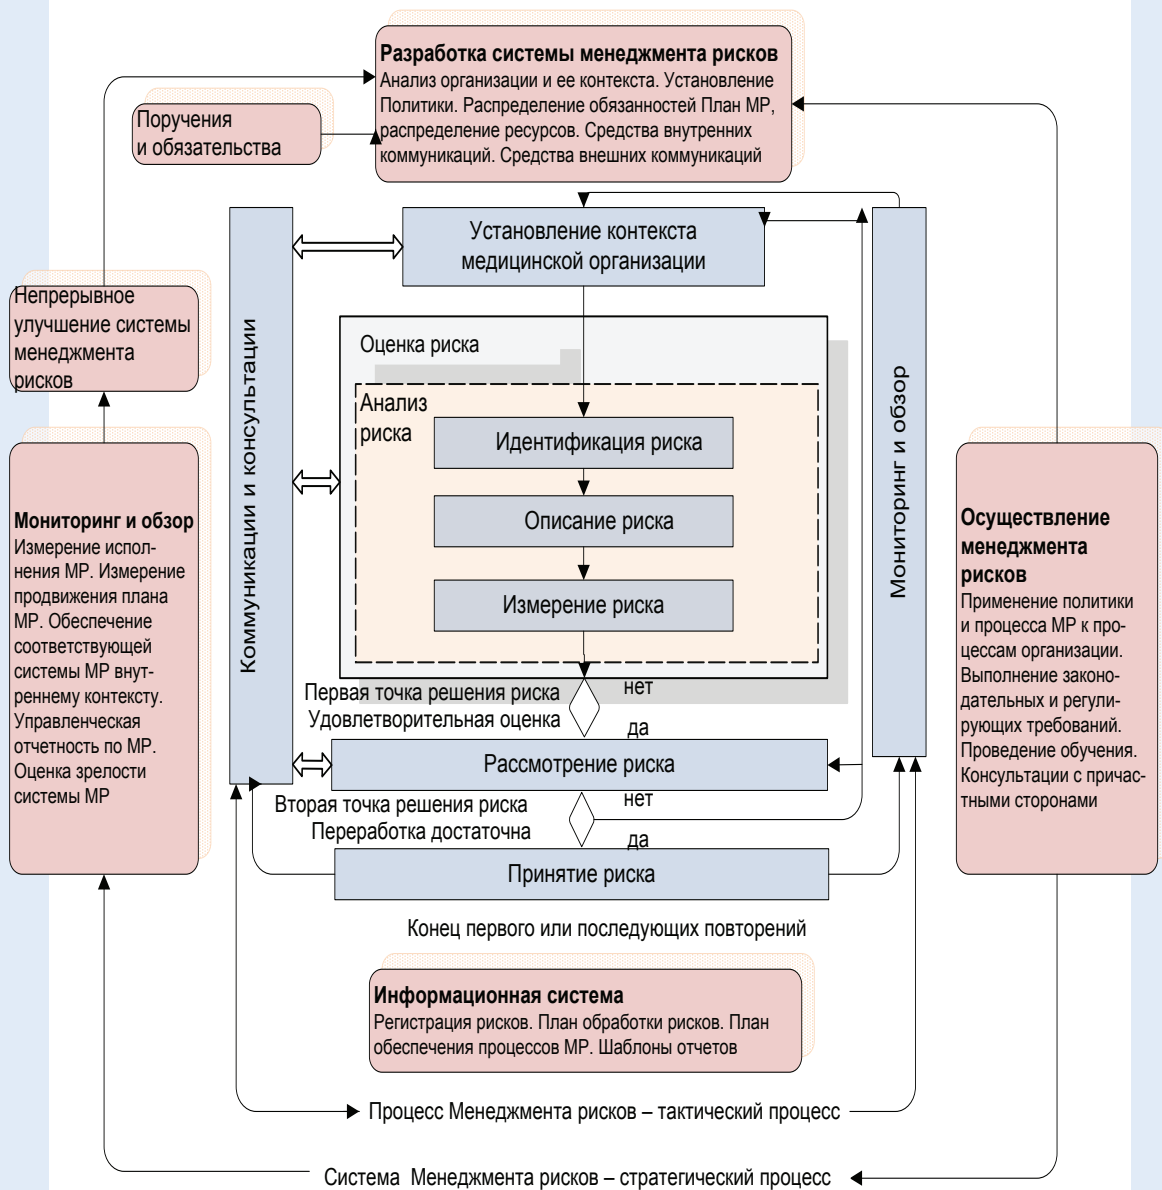 Разработка системы менеджмента рисков
Анализ организации и ее контекста. Установление
Политики. Распределение обязанностей План МР,
распределение ресурсов. Средства внутренних
коммуникаций. Средства внешних коммуникаций
Поручения
и обязательства
Установление контекста
медицинской организации
Непрерывное
улучшение системы
менеджмента
рисков
Коммуникации и консультации
Мониторинг и обзор
Оценка риска
Анализ
риска
Идентификация риска
Описание риска
Измерение риска
Мониторинг и обзор
Измерение испол-
нения МР. Измерение
продвижения плана
МР. Обеспечение
соответствующей
системы МР внут-
реннему контексту.
Управленческая
отчетность по МР.
Оценка зрелости
системы МР
Осуществление
менеджмента
рисков
Применение политики
и процесса МР к про-
цессам организации.
Выполнение законо-
дательных и регули-
рующих требований.
Проведение обучения.
Консультации с причас-
тными сторонами
Первая точка решения риска
Удовлетворительная оценка
нет
да
Рассмотрение риска
Вторая точка решения риска
Переработка достаточна
нет
да
Принятие риска
Конец первого или последующих повторений
Информационная система
Регистрация рисков. План обработки рисков. План
обеспечения процессов МР. Шаблоны отчетов
Процесс Менеджмента рисков – тактический процесс
Система Менеджмента рисков – стратегический процесс